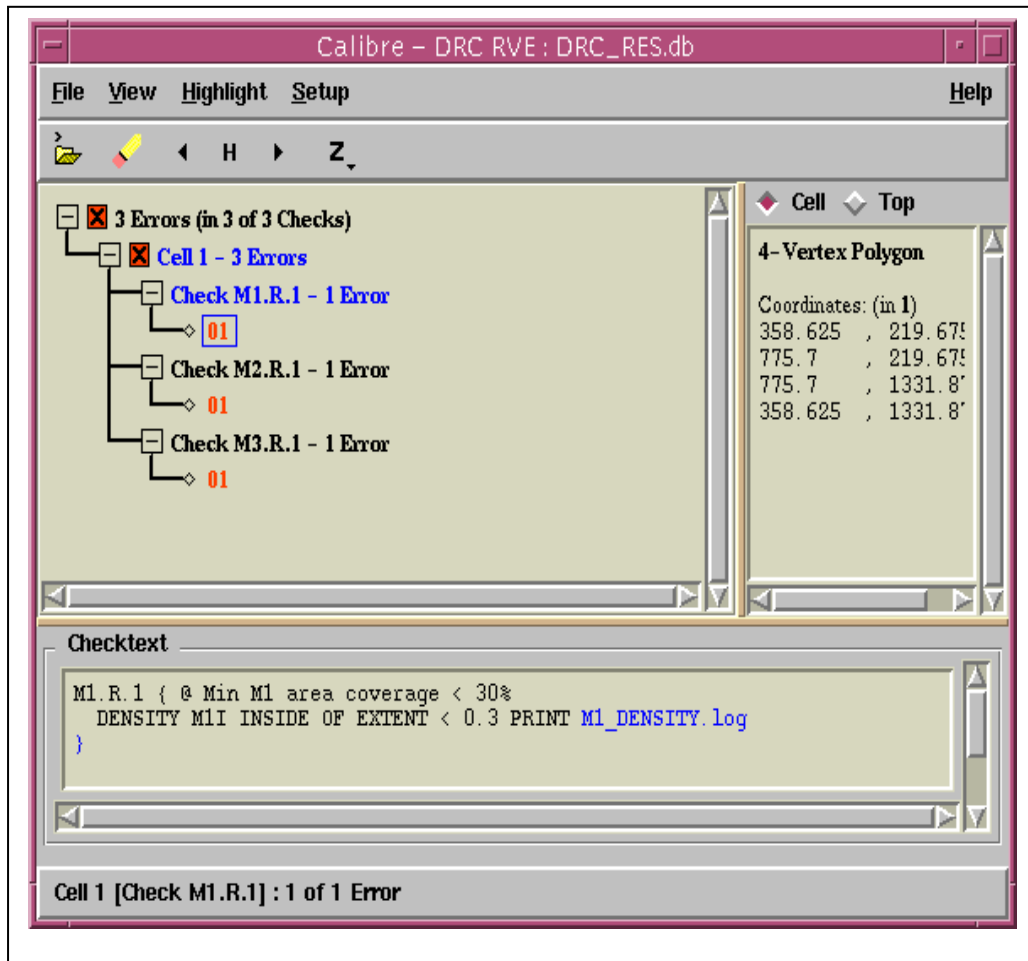 Calibre – DRC RVE : DRC_RES.db
File View Highlight Setup Help
H Z
3 Errors (in 3 of 3 Checks)
Cell 1 – 3 Errors
Check M1.R.1 – 1 Error
01
Check M2.R.1 – 1 Error
01
Check M3.R.1 – 1 Error
01
Cell Top
4-Vertex Polygon
Coordinates: (in 1)
358.625 , 219.675
775.7 , 219.675
775.7 , 1331.8
358.625 , 1331.8
Checktext
M1.R.1 { @ Min M1 area coverage < 30%
DENSITY M1I INSIDE OF EXTENT < 0.3 PRINT M1_DENSITY.log
}
Cell 1 [Check M1.R.1] : 1 of 1 Error